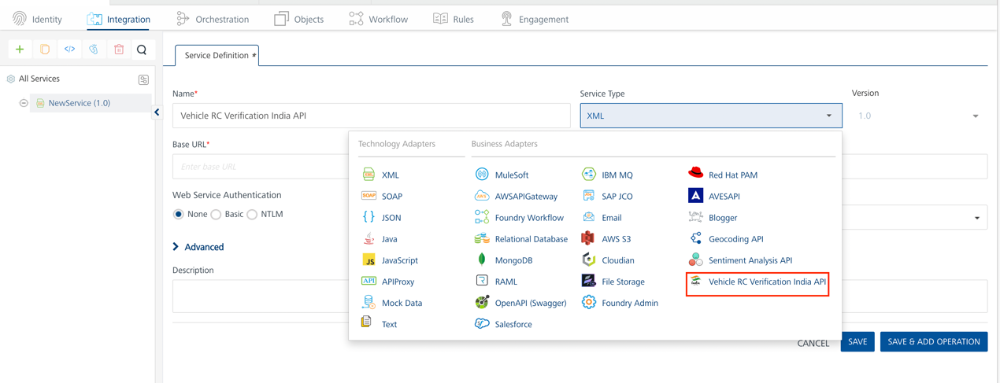 Identity Integration Orchestration Objects Workflow Rules Engagement
All Services
NewService (1.0)
Service Definition *
Name* Service Type Version
Vehicle RC Verification India API XML 1.0
Base URL*
Enter base URL
Web Service Authentication
None Basic NTLM
Advanced
Description
Technology Adapters Business Adapters
XML MuleSoft IBM MQ Red Hat PAM
SOAP AWSAPIGateway SAP JCO AVESAPI
JSON Foundry Workflow Email Blogger
Java Relational Database AWS S3 Geocoding API
JavaScript MongoDB Cloudian Sentiment Analysis API
APIProxy RAML File Storage Vehicle RC Verification India API
Mock Data OpenAPI (Swagger) Foundry Admin
Text Salesforce
CANCEL SAVE SAVE & ADD OPERATION